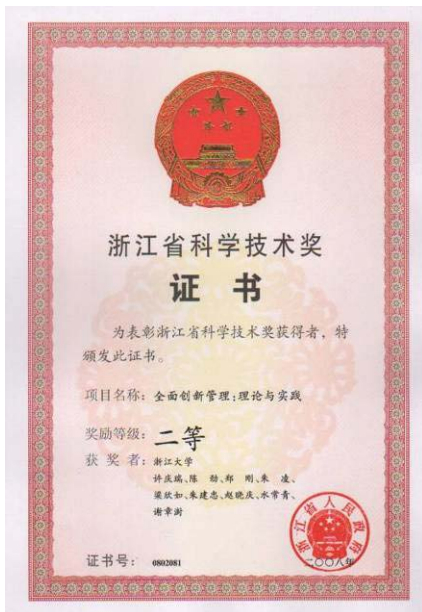 浙江省科学技术奖
证 书
为表彰浙江省科学技术奖获得者，特
颁发此证书。
项目名称：全面创新管理：理论与实践
奖励等级：二等
获 奖 者：浙江大学
许庆瑞、陈 劲、郑 刚、朱 凌、
梁欣如、朱建忠、赵晓庆、水常青、
谢章澍
浙江省人民政府
二〇〇八年
证书号： 0802081